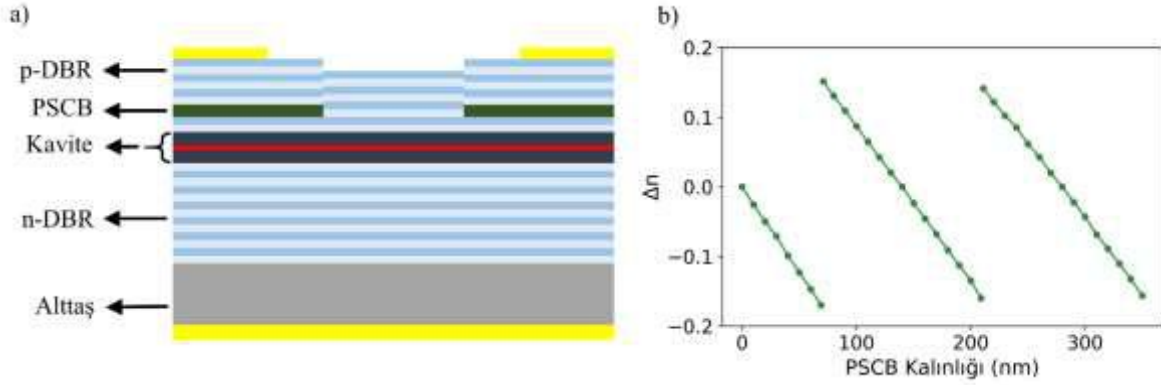 a)
p-DBR
PSCB
Kavite
n-DBR
Alttaş
b)
0.2
0.1
0.0
−0.1
−0.2
Δn
0 100 200 300
PSCB Kalınlığı (nm)